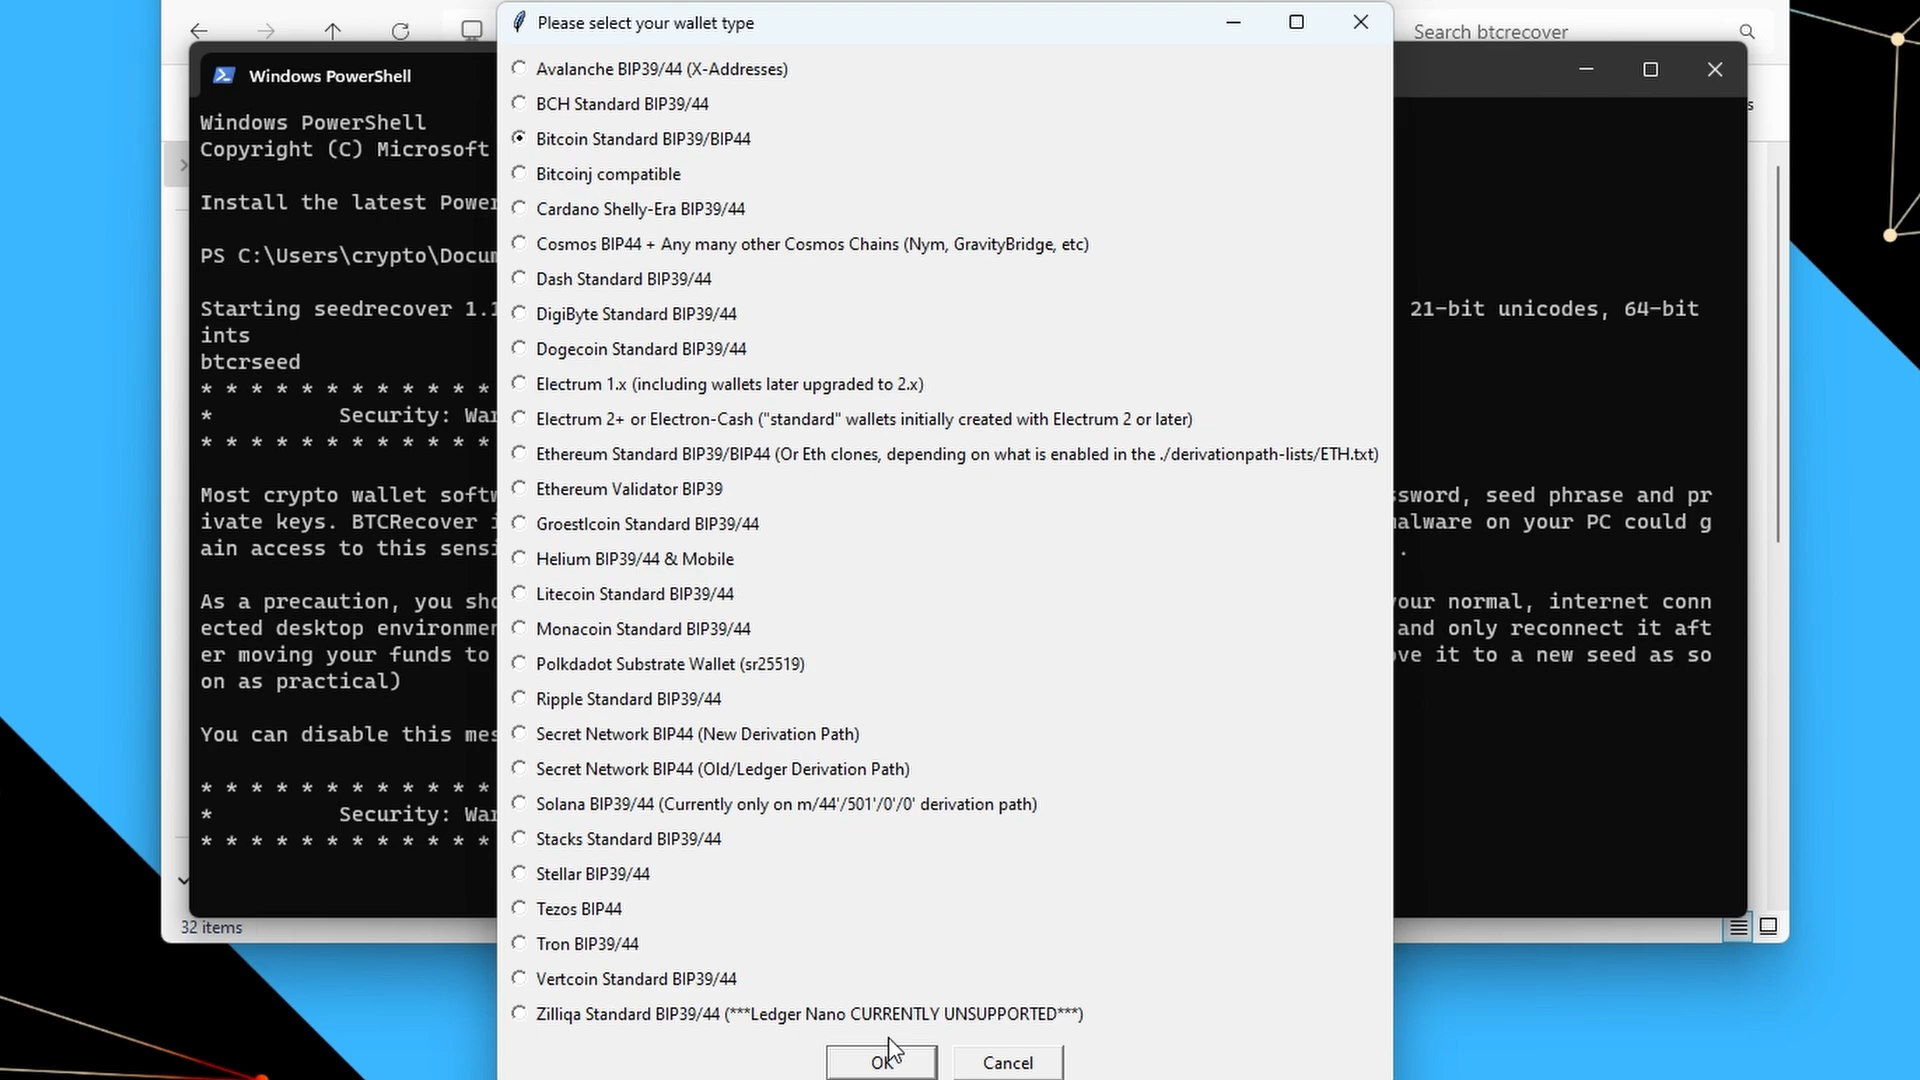 Please select your wallet type
Search btcrecover
Windows PowerShell
Avalanche BIP39/44 (X-Addresses)
BCH Standard BIP39/44
Bitcoin Standard BIP39/BIP44
Bitcoinj compatible
Cardano Shelly-Era BIP39/44
Cosmos BIP44 + Any many other Cosmos Chains (Nym, GravityBridge, etc)
Dash Standard BIP39/44
DigiByte Standard BIP39/44
Dogecoin Standard BIP39/44
Electrum 1.x (including wallets later upgraded to 2.x)
Electrum 2+ or Electron-Cash ("standard" wallets initially created with Electrum 2 or later)
Ethereum Standard BIP39/BIP44 (Or Eth clones, depending on what is enabled in the ./derivationpath-lists/ETH.txt)
Ethereum Validator BIP39
Groestlcoin Standard BIP39/44
Helium BIP39/44 & Mobile
Litecoin Standard BIP39/44
Monacoin Standard BIP39/44
Polkdadot Substrate Wallet (sr25519)
Ripple Standard BIP39/44
Secret Network BIP44 (New Derivation Path)
Secret Network BIP44 (Old/Ledger Derivation Path)
Solana BIP39/44 (Currently only on m/44'/501'/0'/0' derivation path)
Stacks Standard BIP39/44
Stellar BIP39/44
Tezos BIP44
Tron BIP39/44
Vertcoin Standard BIP39/44
Zilliqa Standard BIP39/44 (***Ledger Nano CURRENTLY UNSUPPORTED***)
OK
Cancel
Windows PowerShell
Copyright (C) Microsoft
Install the latest Power
PS C:\Users\crypto\Docum
Starting seedrecover 1.1 21-bit unicodes, 64-bit
ints
btcrseed
* * * * * * * * * * * *
* Security: War
* * * * * * * * * * * *
Most crypto wallet softw ssword, seed phrase and pr
ivate keys. BTCRecover i malware on your PC could g
ain access to this sensi .
As a precaution, you sho your normal, internet conn
ected desktop environmen and only reconnect it aft
er moving your funds to ove it to a new seed as so
on as practical)
You can disable this mes
* * * * * * * * * * * *
* Security: War
* * * * * * * * * * * *
32 items